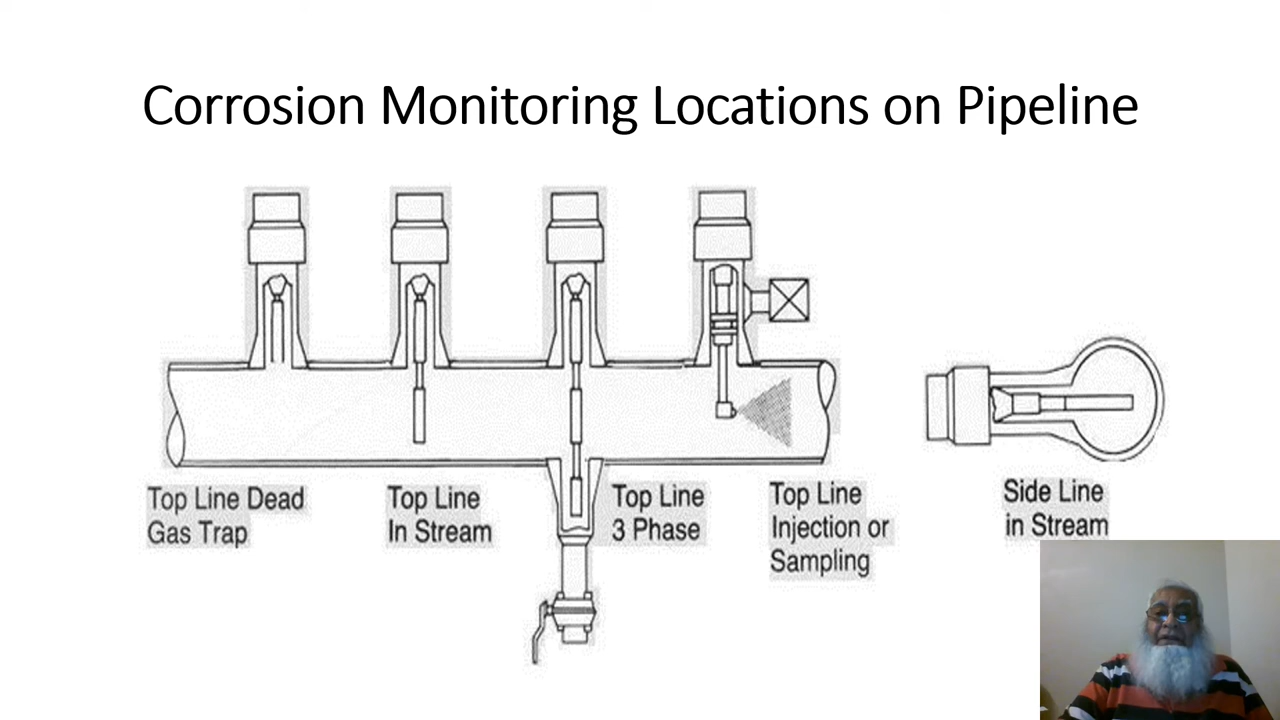 Corrosion Monitoring Locations on Pipeline
Top Line Dead
Gas Trap
Top Line
In Stream
Top Line
3 Phase
Top Line
Injection or
Sampling
Side Line
in Stream